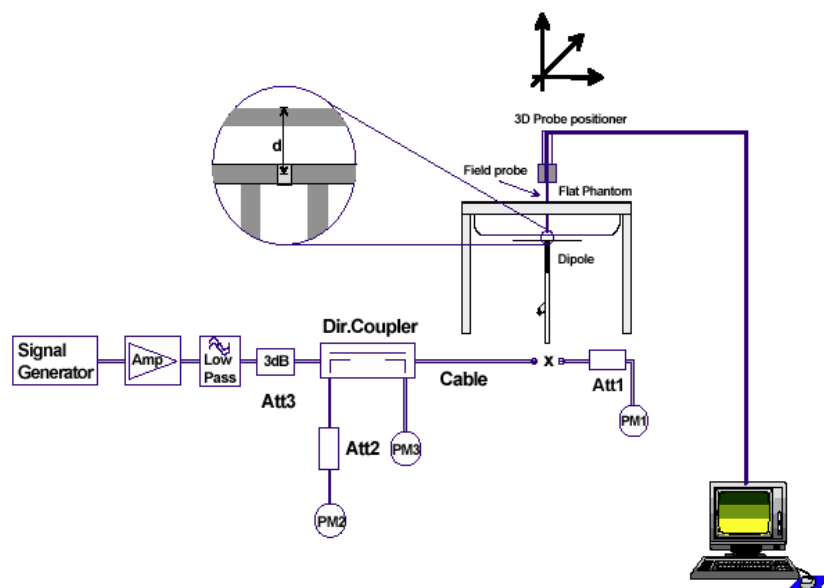 3D Probe positioner
d
Field probe
Flat Phantom
Dipole
Dir.Coupler
Signal
Generator
Amp
Low
Pass
3dB
Cable
x
Att1
Att3
PM1
Att2
PM3
PM2